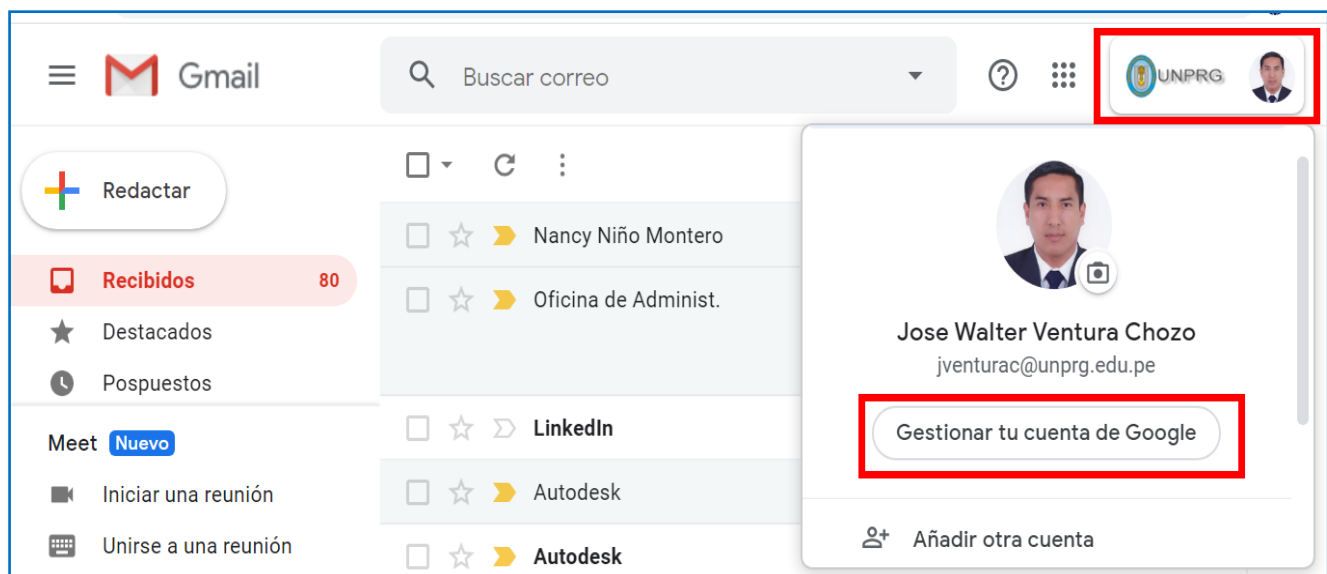 Gmail
Buscar correo
UNPRG
Redactar
Recibidos 80
Destacados
Pospuestos
Meet Nuevo
Iniciar una reunión
Unirse a una reunión
Nancy Niño Montero
Oficina de Administ.
LinkedIn
Autodesk
Autodesk
Jose Walter Ventura Chozo
jventurac@unprg.edu.pe
Gestionar tu cuenta de Google
Añadir otra cuenta